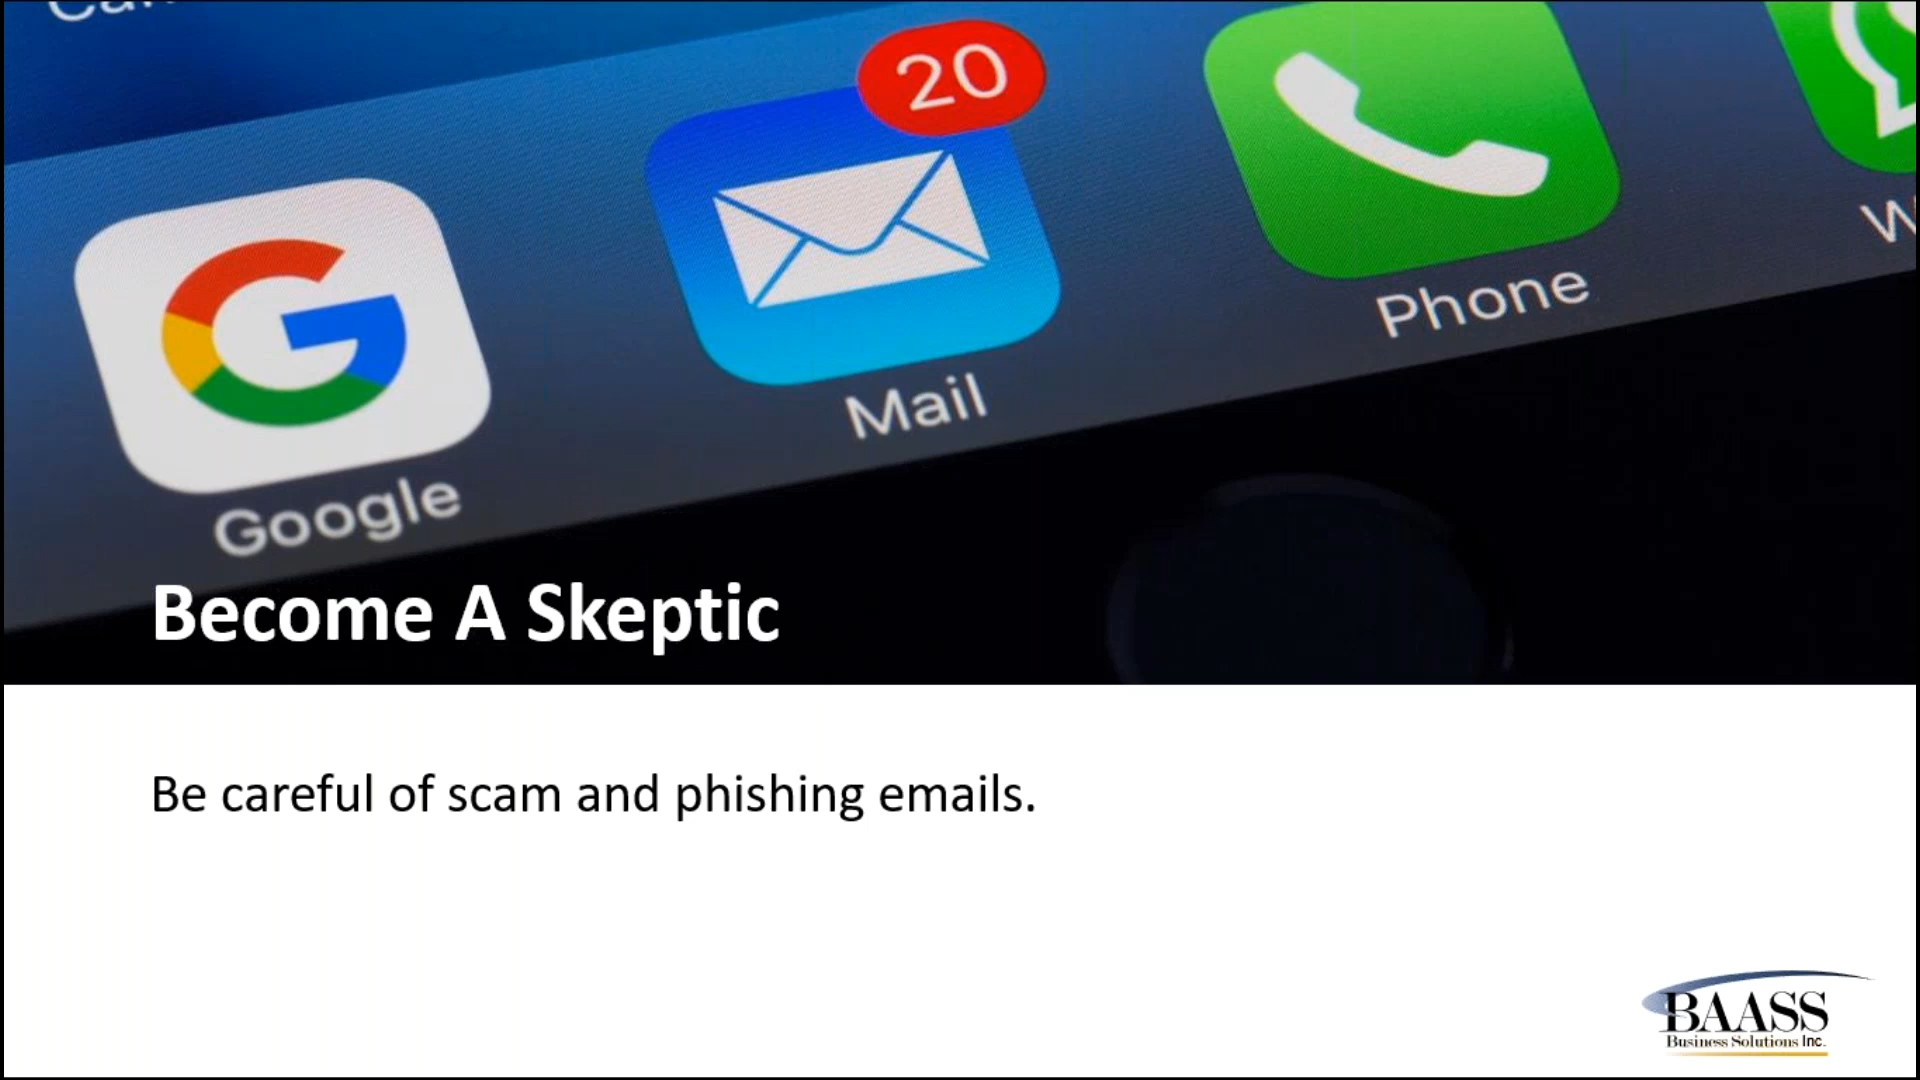 20
Google
Mail
Phone
Become A Skeptic
Be careful of scam and phishing emails.
BAASS
Business Solutions Inc.